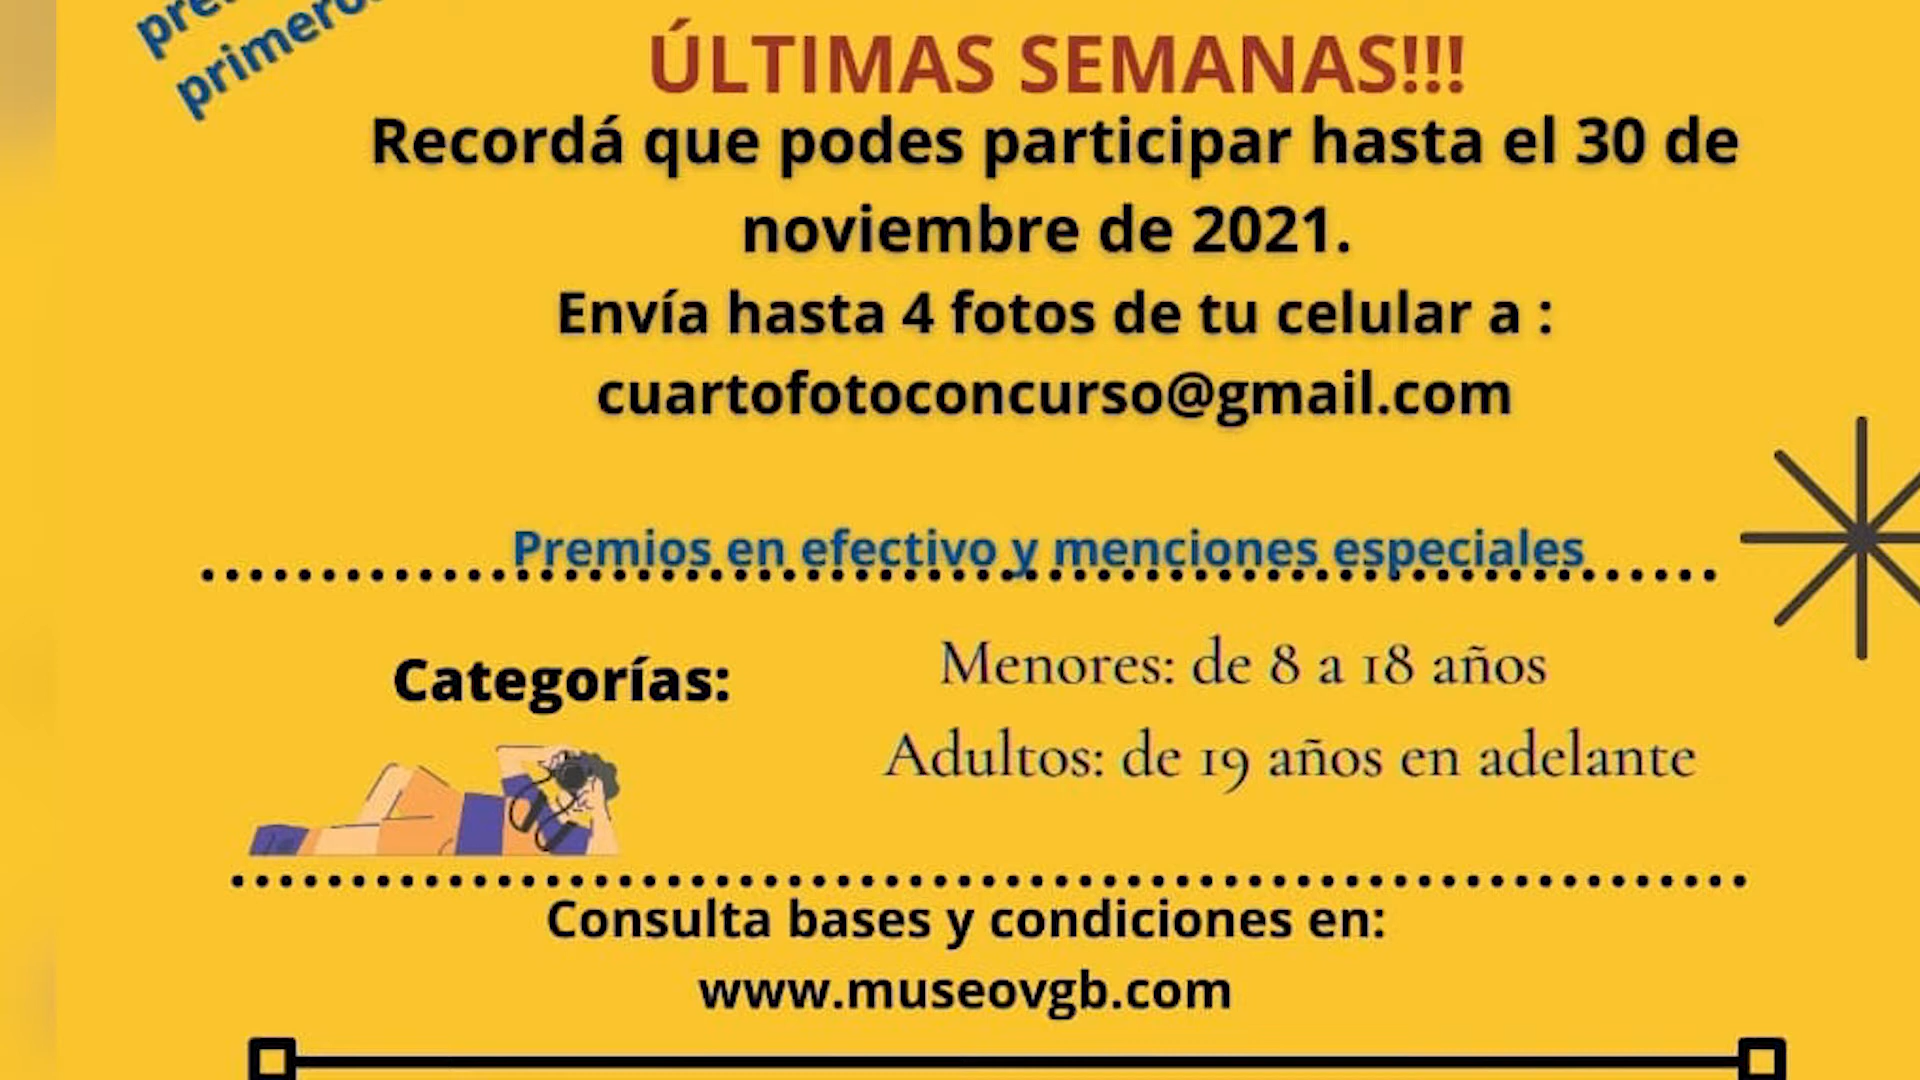 ÚLTIMAS SEMANAS!!!
Recordá que podes participar hasta el 30 de
noviembre de 2021.
Envía hasta 4 fotos de tu celular a :
cuartofotoconcurso@gmail.com
Premios en efectivo y menciones especiales
Categorías:
Menores: de 8 a 18 años
Adultos: de 19 años en adelante
Consulta bases y condiciones en:
www.museovgb.com